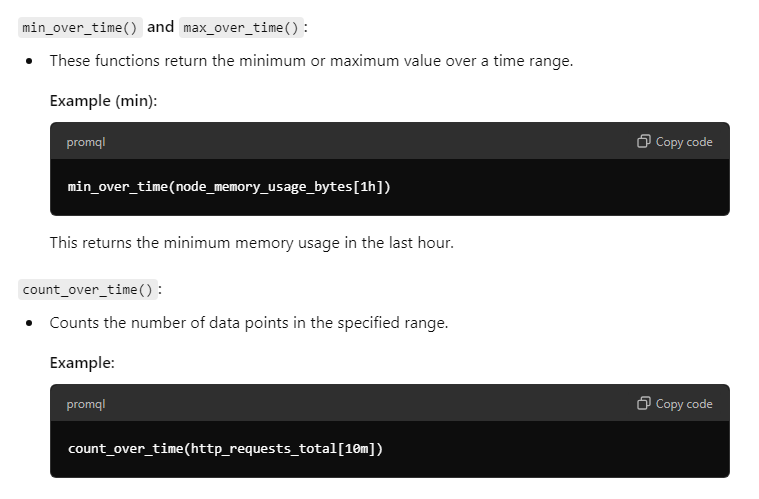 min_over_time() and max_over_time():
• These functions return the minimum or maximum value over a time range.
Example (min):
promql Copy code
min_over_time(node_memory_usage_bytes[1h])
This returns the minimum memory usage in the last hour.
count_over_time():
• Counts the number of data points in the specified range.
Example:
promql Copy code
count_over_time(http_requests_total[10m])